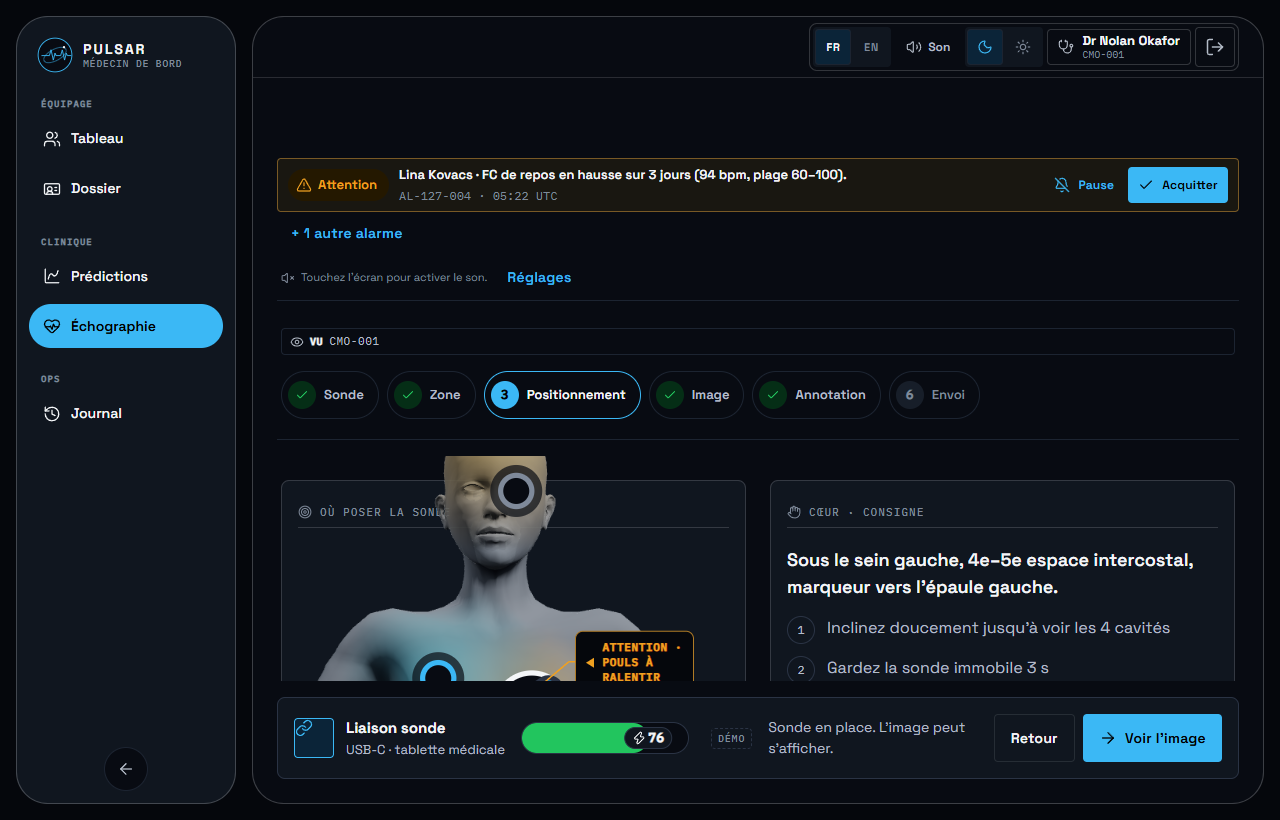 PULSAR
MÉDECIN DE BORD
ÉQUIPAGE
Tableau
Dossier
CLINIQUE
Prédictions
Échographie
OPS
Journal
FR EN Son Dr Nolan Okafor
CMO-001
Attention
Lina Kovacs · FC de repos en hausse sur 3 jours (94 bpm, plage 60–100).
AL-127-004 · 05:22 UTC
Pause
Acquitter
+ 1 autre alarme
Touchez l'écran pour activer le son. Réglages
VU CMO-001
Sonde
Zone
3 Positionnement
Image
Annotation
6 Envoi
OÙ POSER LA SON
ATTENTION ·
POULS À
RALENTIR
CŒUR · CONSIGNE
Sous le sein gauche, 4e–5e espace intercostal,
marqueur vers l'épaule gauche.
1 Inclinez doucement jusqu'à voir les 4 cavités
2 Gardez la sonde immobile 3 s
Liaison sonde
USB-C · tablette médicale
76
DÉMO
Sonde en place. L'image peut
s'afficher.
Retour
Voir l'image